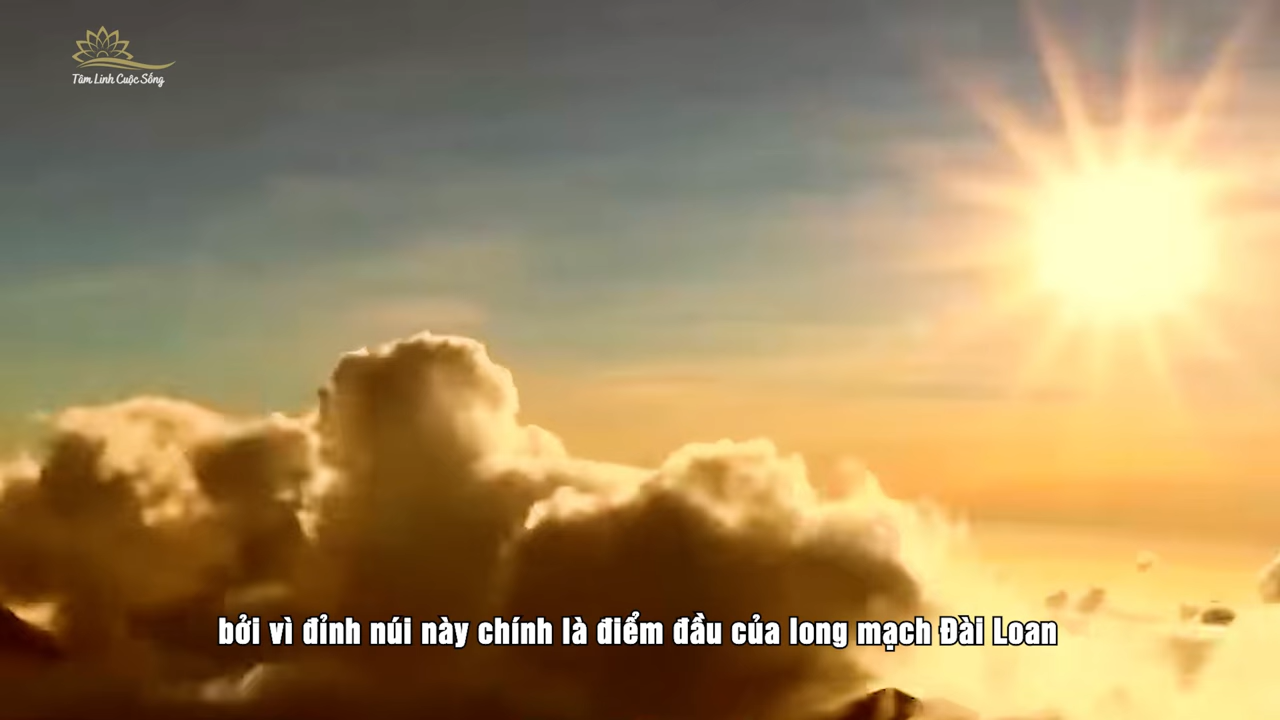 Tâm Linh Cuộc Sống
bởi vì đỉnh núi này chính là điểm đầu của long mạch Đài Loan